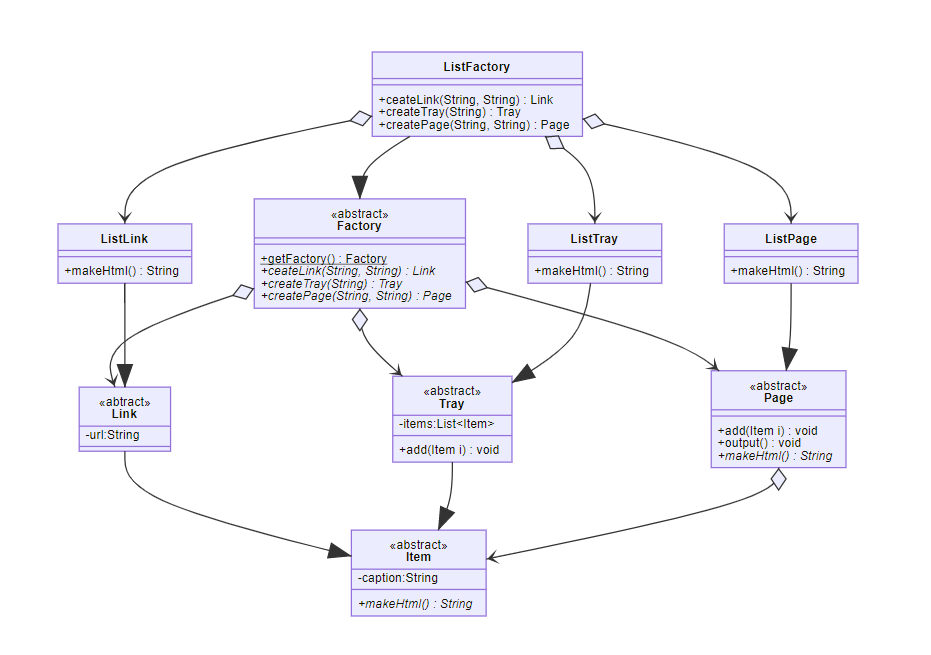 ListFactory
+ceateLink(String, String) : Link
+createTray(String) : Tray
+createPage(String, String) : Page
«abstract»
Factory
+getFactory() : Factory
+ceateLink(String, String) : Link
+createTray(String) : Tray
+createPage(String, String) : Page
ListLink
+makeHtml() : String
ListTray
+makeHtml() : String
ListPage
+makeHtml() : String
«abtract»
Link
-url:String
«abstract»
Tray
-items:List<Item>
+add(Item i) : void
«abstract»
Page
+add(Item i) : void
+output() : void
+makeHtml() : String
«abstract»
Item
-caption:String
+makeHtml() : String